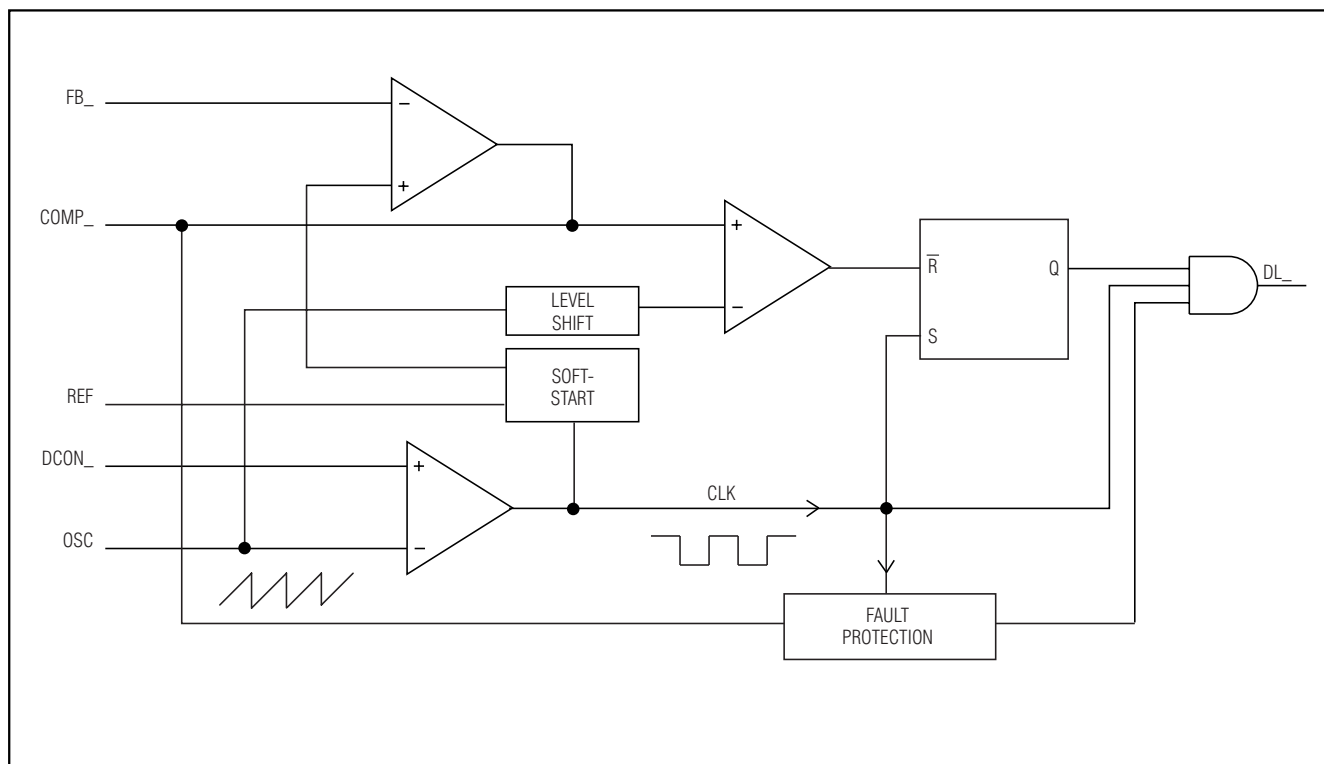 FB_
−
+
COMP_
+
−
R̅
Q
S
DL_
LEVEL
SHIFT
SOFT-
START
REF
DCON_
+
−
OSC
CLK
FAULT
PROTECTION